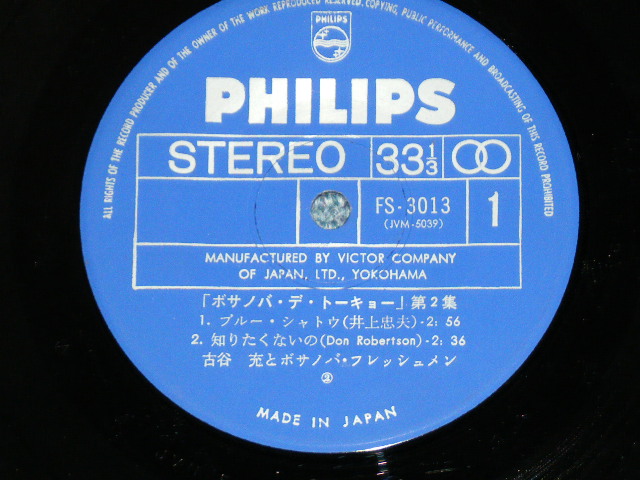 ALL RIGHTS OF THE RECORD PRODUCER AND OF THE OWNER OF THE WORK REPRODUCED RESERVED. COPYING, PUBLIC PERFORMANCE AND BROADCASTING OF THIS RECORD PROHIBITED
PHILIPS
PHILIPS
STEREO 33⅓
FS-3013 1
(JVM-5039)
MANUFACTURED BY VICTOR COMPANY
OF JAPAN, LTD., YOKOHAMA
「ボサノバ・デ・トーキョー」第2集
1. ブルー・シャトウ(井上忠夫)-2: 56
2. 知りたくないの(Don Robertson)-2: 36
古谷 充とボサノバ・フレッシュメン
MADE IN JAPAN